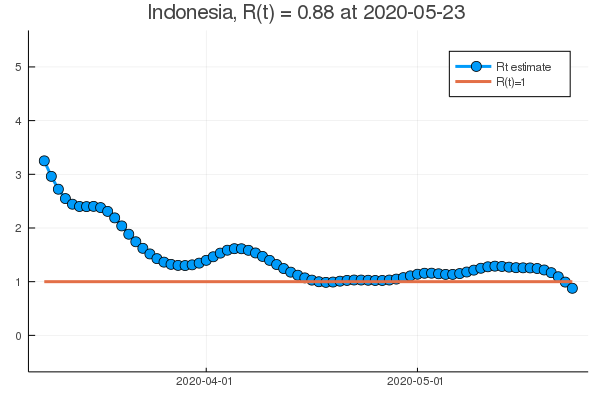 Indonesia, R(t) = 0.88 at 2020-05-23
5
4
3
2
1
0
Rt estimate
R(t)=1
2020-04-01
2020-05-01